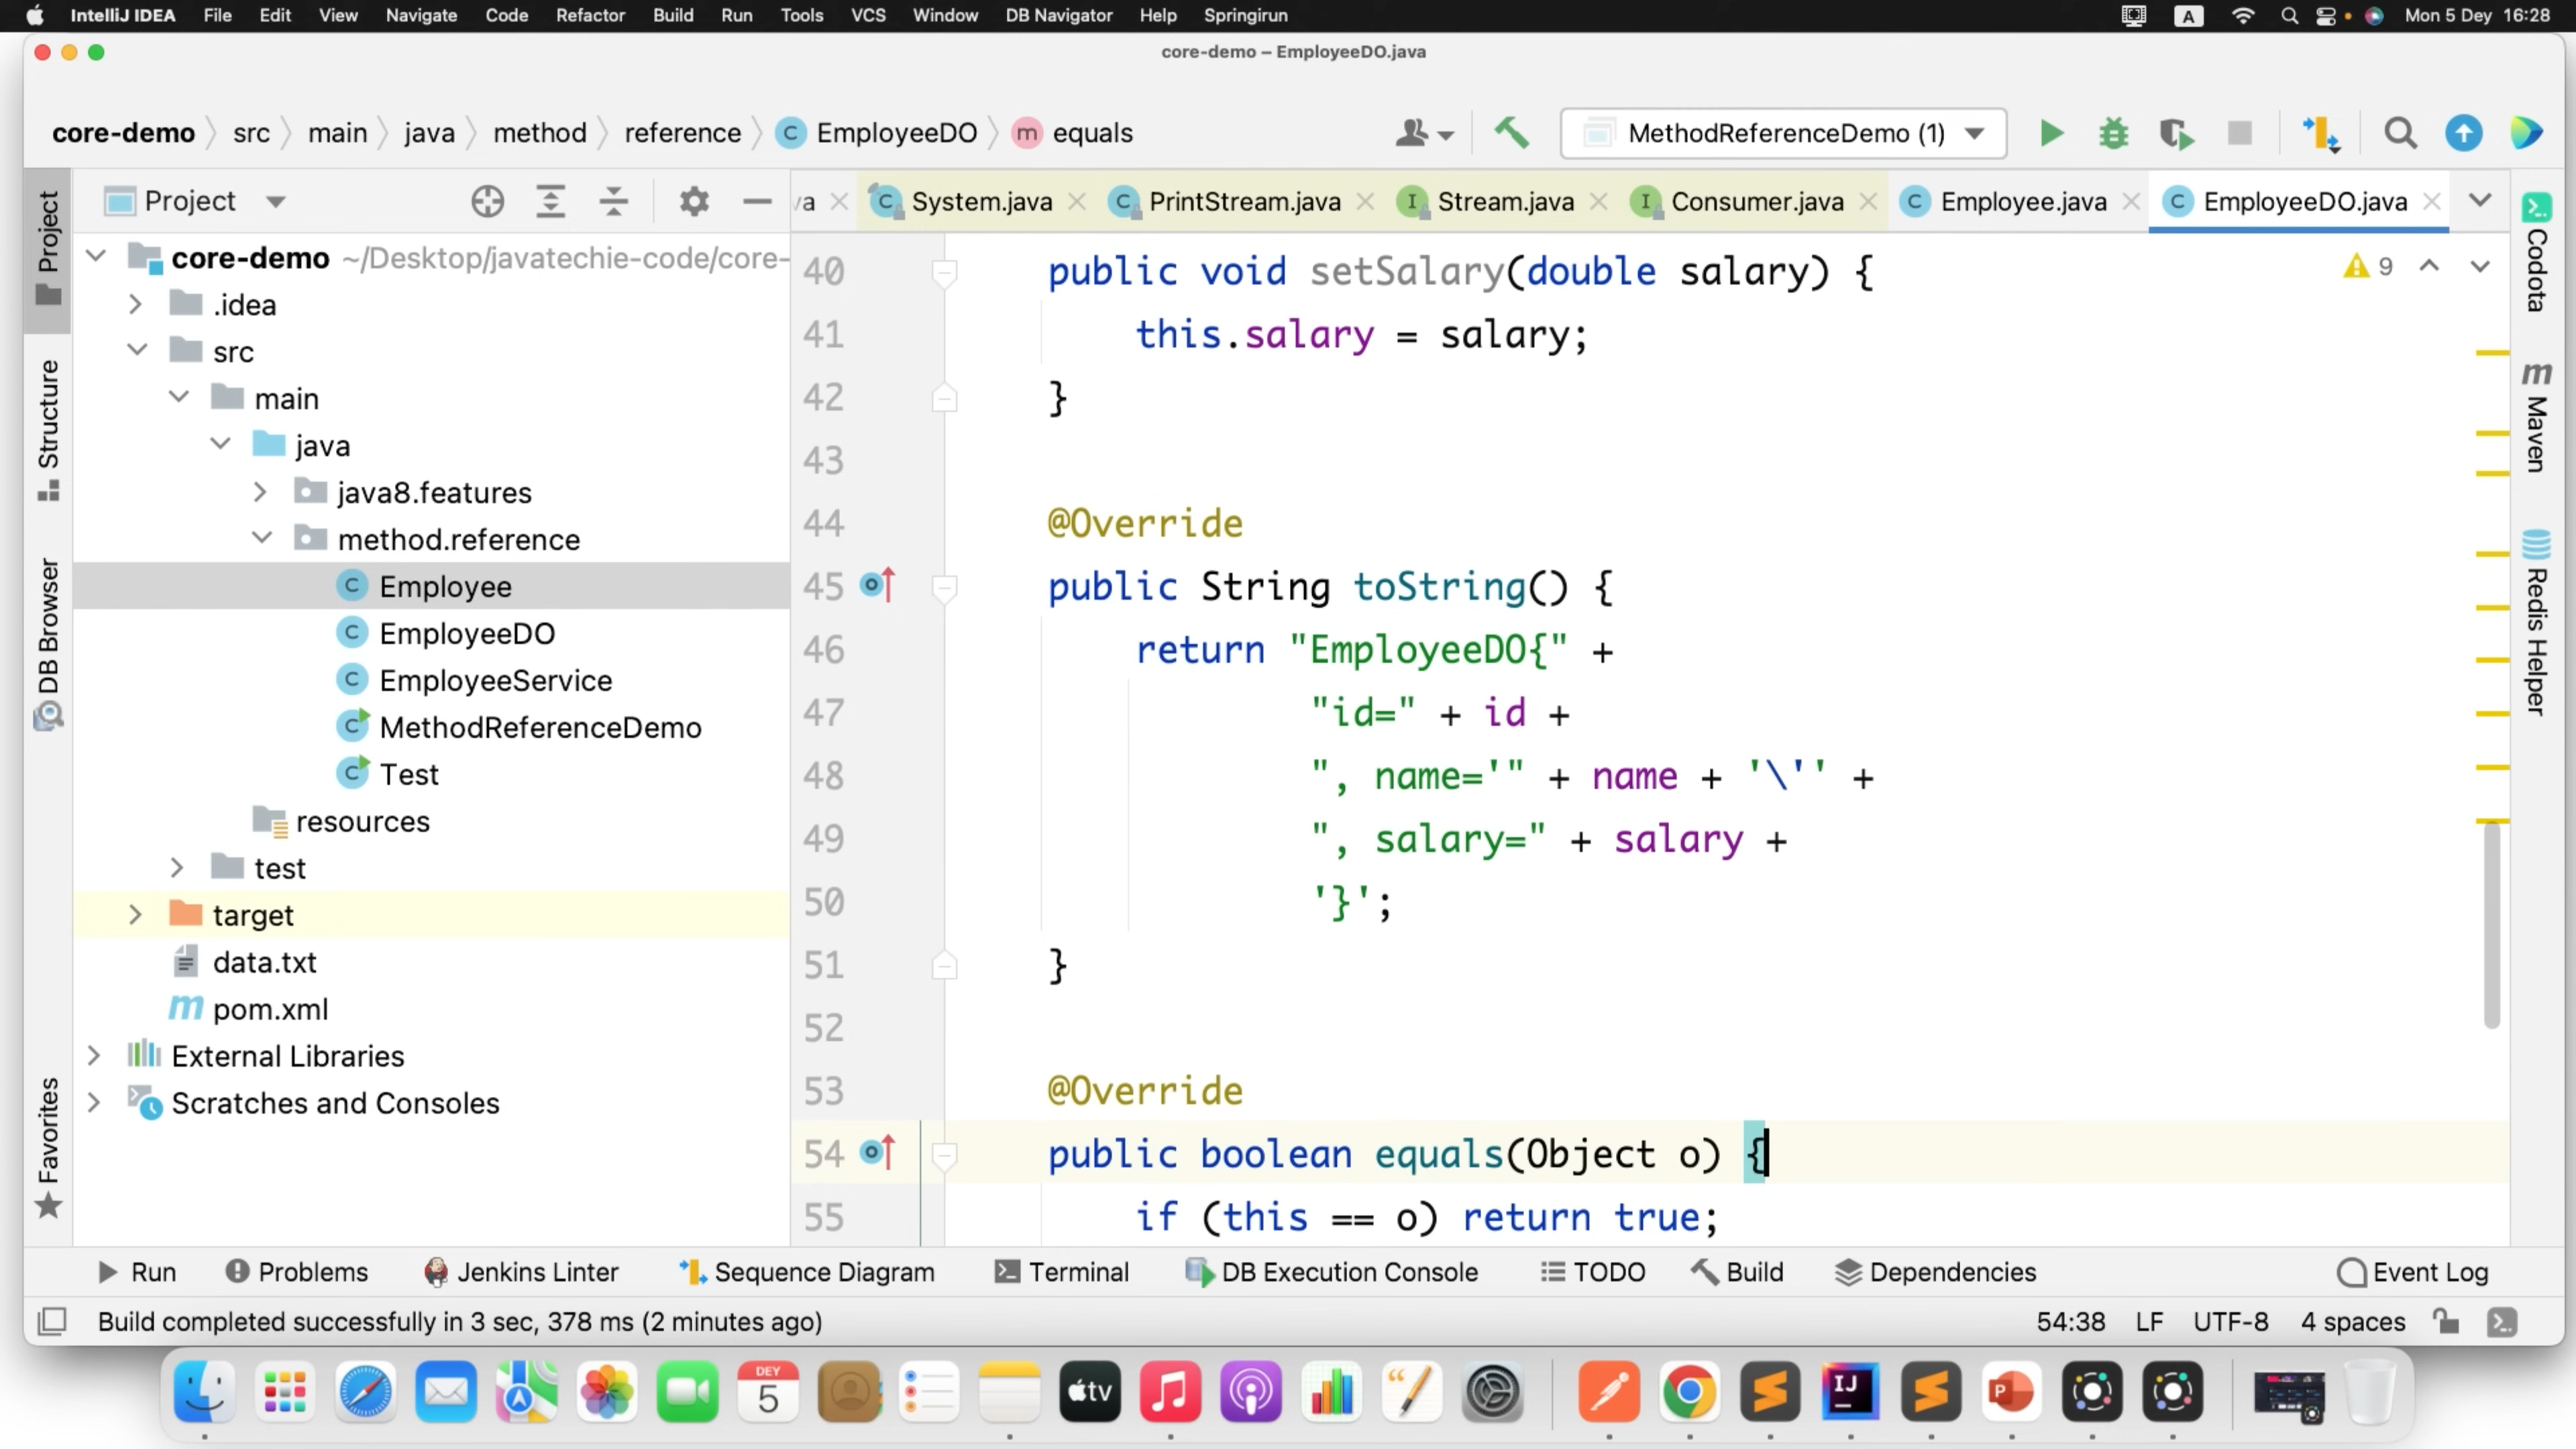 IntelliJ IDEA File Edit View Navigate Code Refactor Build Run Tools VCS Window DB Navigator Help Springirun A Mon 5 Dey 16:28
core-demo – EmployeeDO.java
core-demo src main java method reference C EmployeeDO m equals MethodReferenceDemo (1)
Project
va C System.java C PrintStream.java I Stream.java I Consumer.java C Employee.java C EmployeeDO.java
Project
Structure
DB Browser
Favorites
core-demo ~/Desktop/javatechie-code/core-
.idea
src
main
java
java8.features
method.reference
C Employee
C EmployeeDO
C EmployeeService
C MethodReferenceDemo
C Test
resources
test
target
data.txt
m pom.xml
External Libraries
Scratches and Consoles
40 public void setSalary(double salary) {
41 this.salary = salary;
42 }
43
44 @Override
45 public String toString() {
46 return "EmployeeDO{" +
47 "id=" + id +
48 ", name='" + name + '\'' +
49 ", salary=" + salary +
50 '}';
51 }
52
53 @Override
54 public boolean equals(Object o) {
55 if (this == o) return true;
9
Codota
m Maven
Redis Helper
Run Problems Jenkins Linter Sequence Diagram Terminal DB Execution Console TODO Build Dependencies Event Log
Build completed successfully in 3 sec, 378 ms (2 minutes ago) 54:38 LF UTF-8 4 spaces
DEY
5
tv
IJ
P